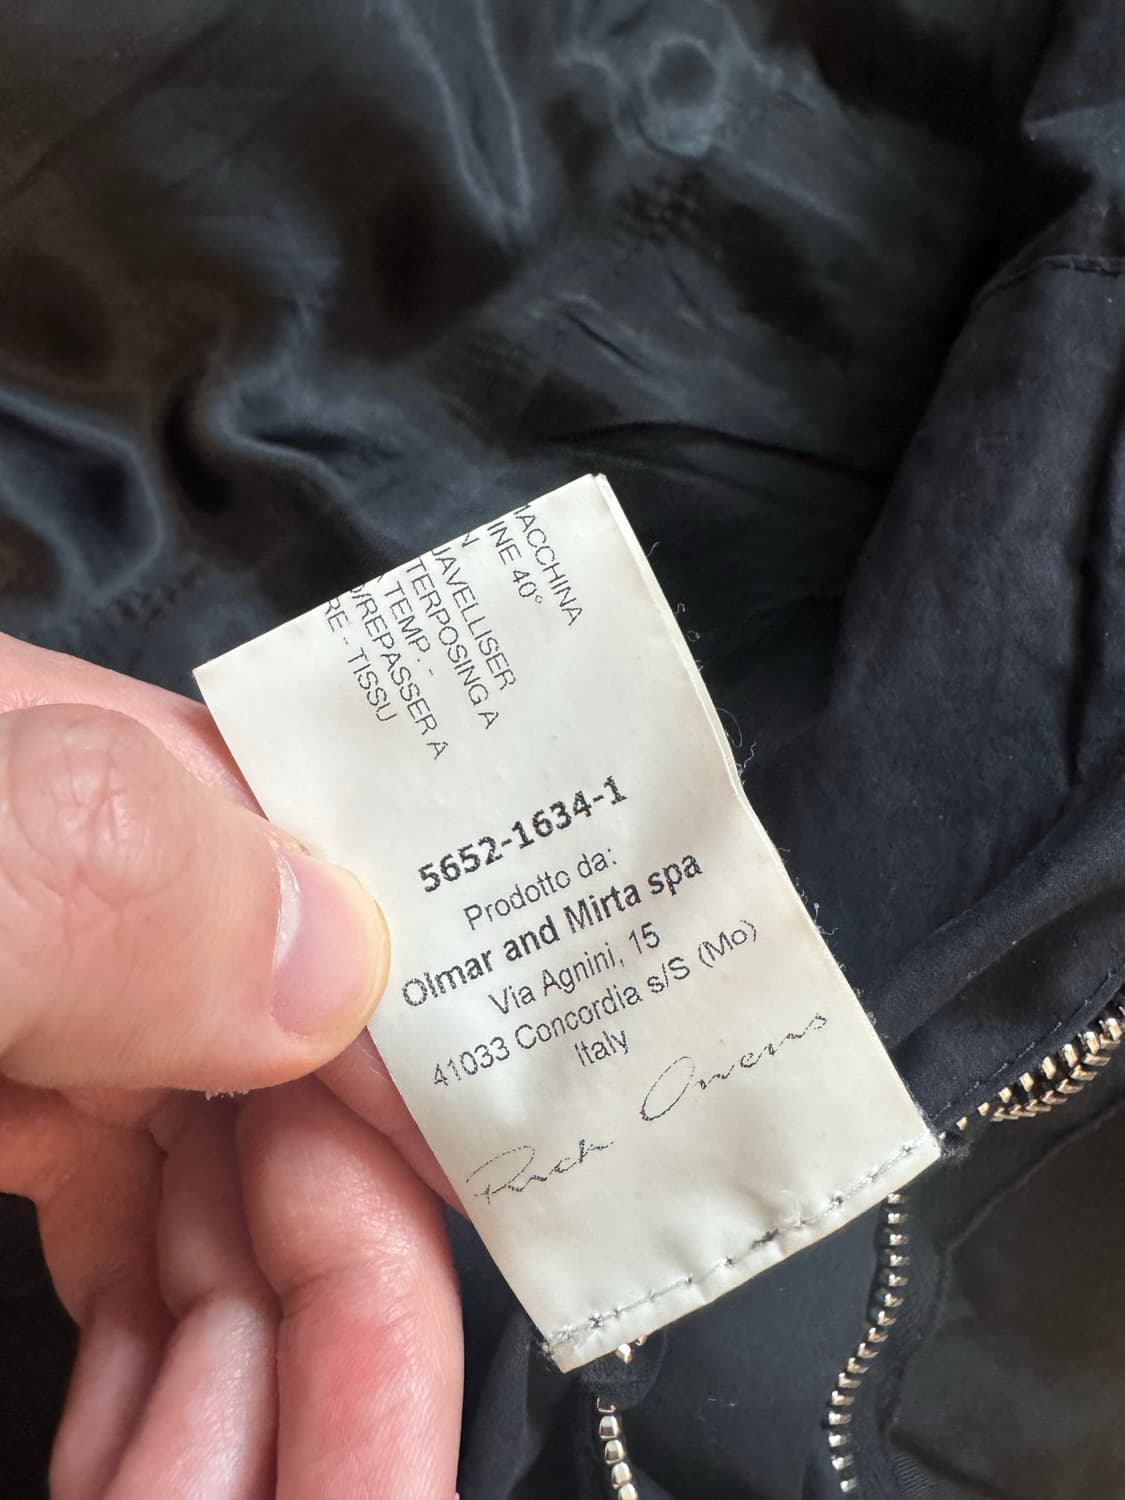 MACCHINA
INE 40°
N
JAVELLISER
TERPOSING A
TEMP. -
/REPASSER A
RE - TISSU
5652-1634-1
Prodotto da:
Olmar and Mirta spa
Via Agnini, 15
41033 Concordia s/S (Mo)
Italy
Rick Owens